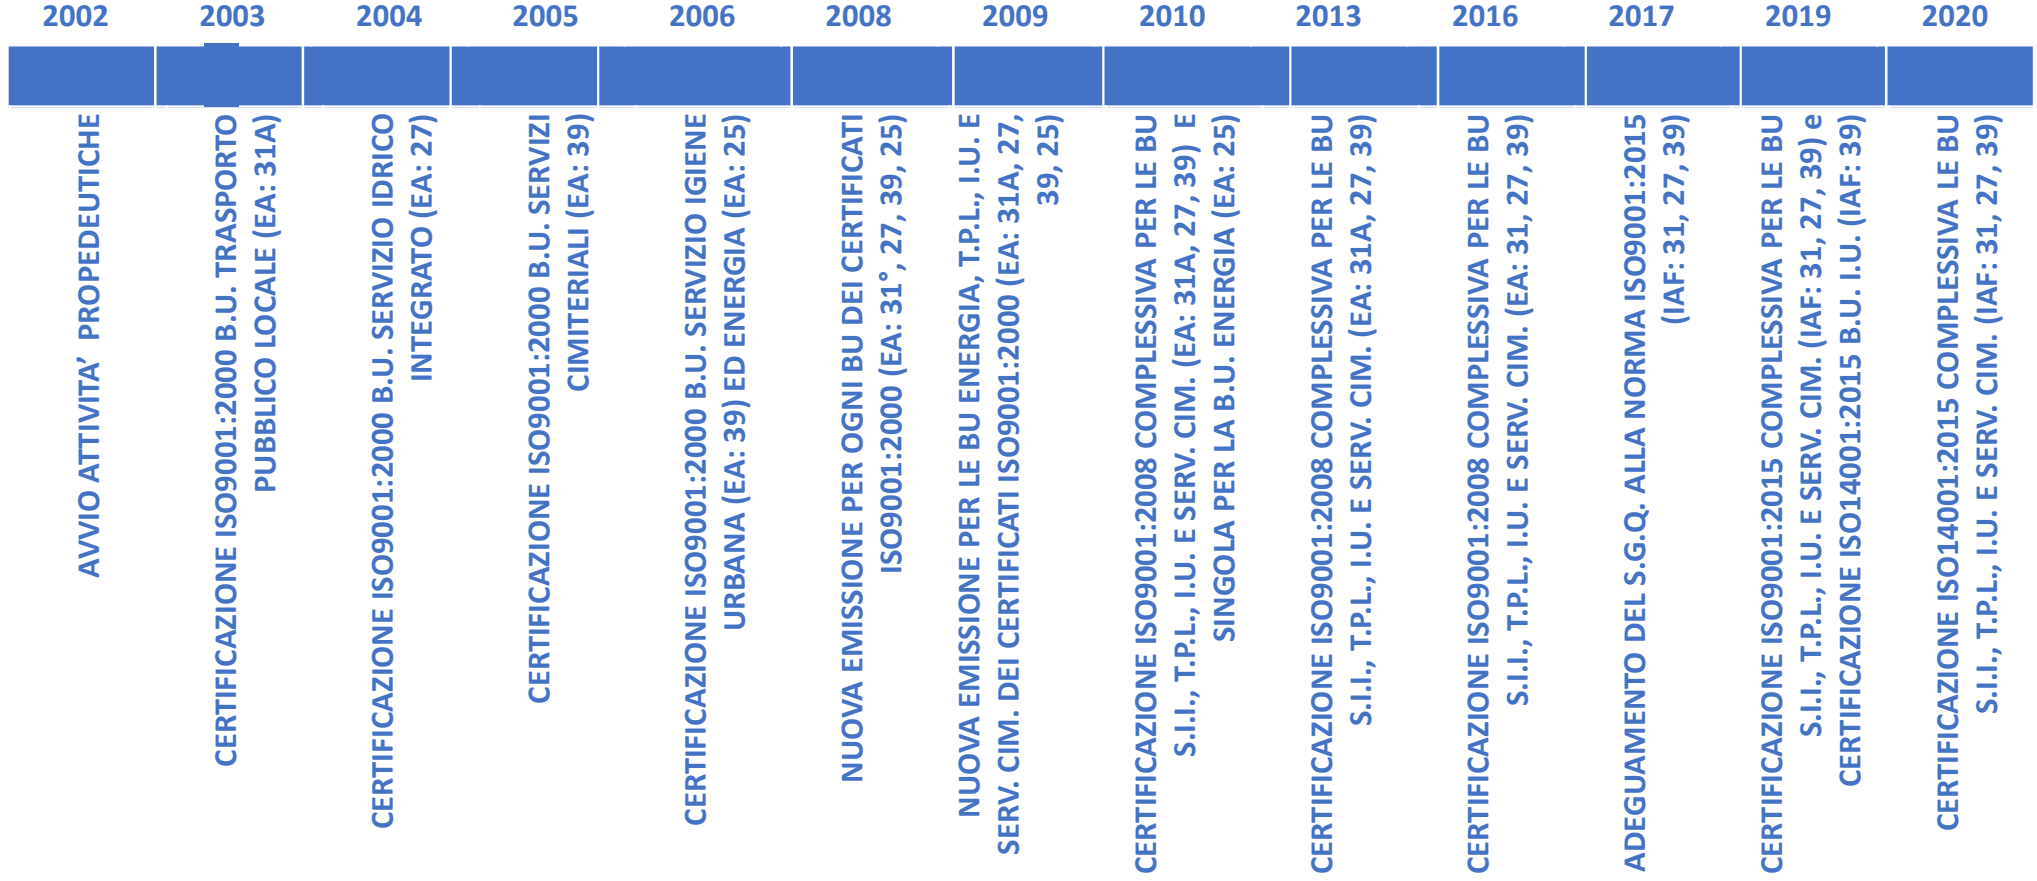 2002
2003
2004
2005
2006
2008
2009
2010
2013
2016
2017
2019
2020
AVVIO ATTIVITA’ PROPEDEUTICHE
CERTIFICAZIONE ISO9001:2000 B.U. TRASPORTO
PUBBLICO LOCALE (EA: 31A)
CERTIFICAZIONE ISO9001:2000 B.U. SERVIZIO IDRICO
INTEGRATO (EA: 27)
CERTIFICAZIONE ISO9001:2000 B.U. SERVIZI
CIMITERIALI (EA: 39)
CERTIFICAZIONE ISO9001:2000 B.U. SERVIZIO IGIENE
URBANA (EA: 39) ED ENERGIA (EA: 25)
NUOVA EMISSIONE PER OGNI BU DEI CERTIFICATI
ISO9001:2000 (EA: 31°, 27, 39, 25)
NUOVA EMISSIONE PER LE BU ENERGIA, T.P.L., I.U. E
SERV. CIM. DEI CERTIFICATI ISO9001:2000 (EA: 31A, 27,
39, 25)
CERTIFICAZIONE ISO9001:2008 COMPLESSIVA PER LE BU
S.I.I., T.P.L., I.U. E SERV. CIM. (EA: 31A, 27, 39) E
SINGOLA PER LA B.U. ENERGIA (EA: 25)
CERTIFICAZIONE ISO9001:2008 COMPLESSIVA PER LE BU
S.I.I., T.P.L., I.U. E SERV. CIM. (EA: 31A, 27, 39)
CERTIFICAZIONE ISO9001:2008 COMPLESSIVA PER LE BU
S.I.I., T.P.L., I.U. E SERV. CIM. (EA: 31, 27, 39)
ADEGUAMENTO DEL S.G.Q. ALLA NORMA ISO9001:2015
(IAF: 31, 27, 39)
CERTIFICAZIONE ISO9001:2015 COMPLESSIVA PER LE BU
S.I.I., T.P.L., I.U. E SERV. CIM. (IAF: 31, 27, 39) e
CERTIFICAZIONE ISO14001:2015 B.U. I.U. (IAF: 39)
CERTIFICAZIONE ISO14001:2015 COMPLESSIVA LE BU
S.I.I., T.P.L., I.U. E SERV. CIM. (IAF: 31, 27, 39)